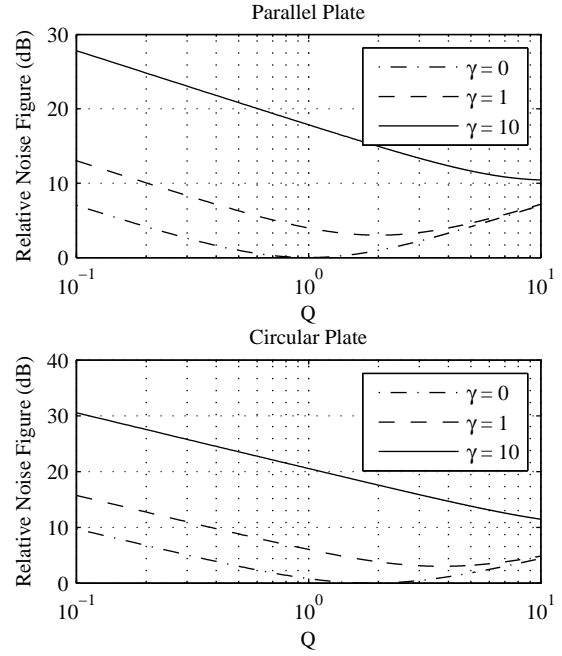 Parallel Plate
Relative Noise Figure (dB)
30
20
10
0
γ = 0
γ = 1
γ = 10
10^-1
10^0
10^1
Q
Circular Plate
Relative Noise Figure (dB)
40
30
20
10
0
γ = 0
γ = 1
γ = 10
10^-1
10^0
10^1
Q